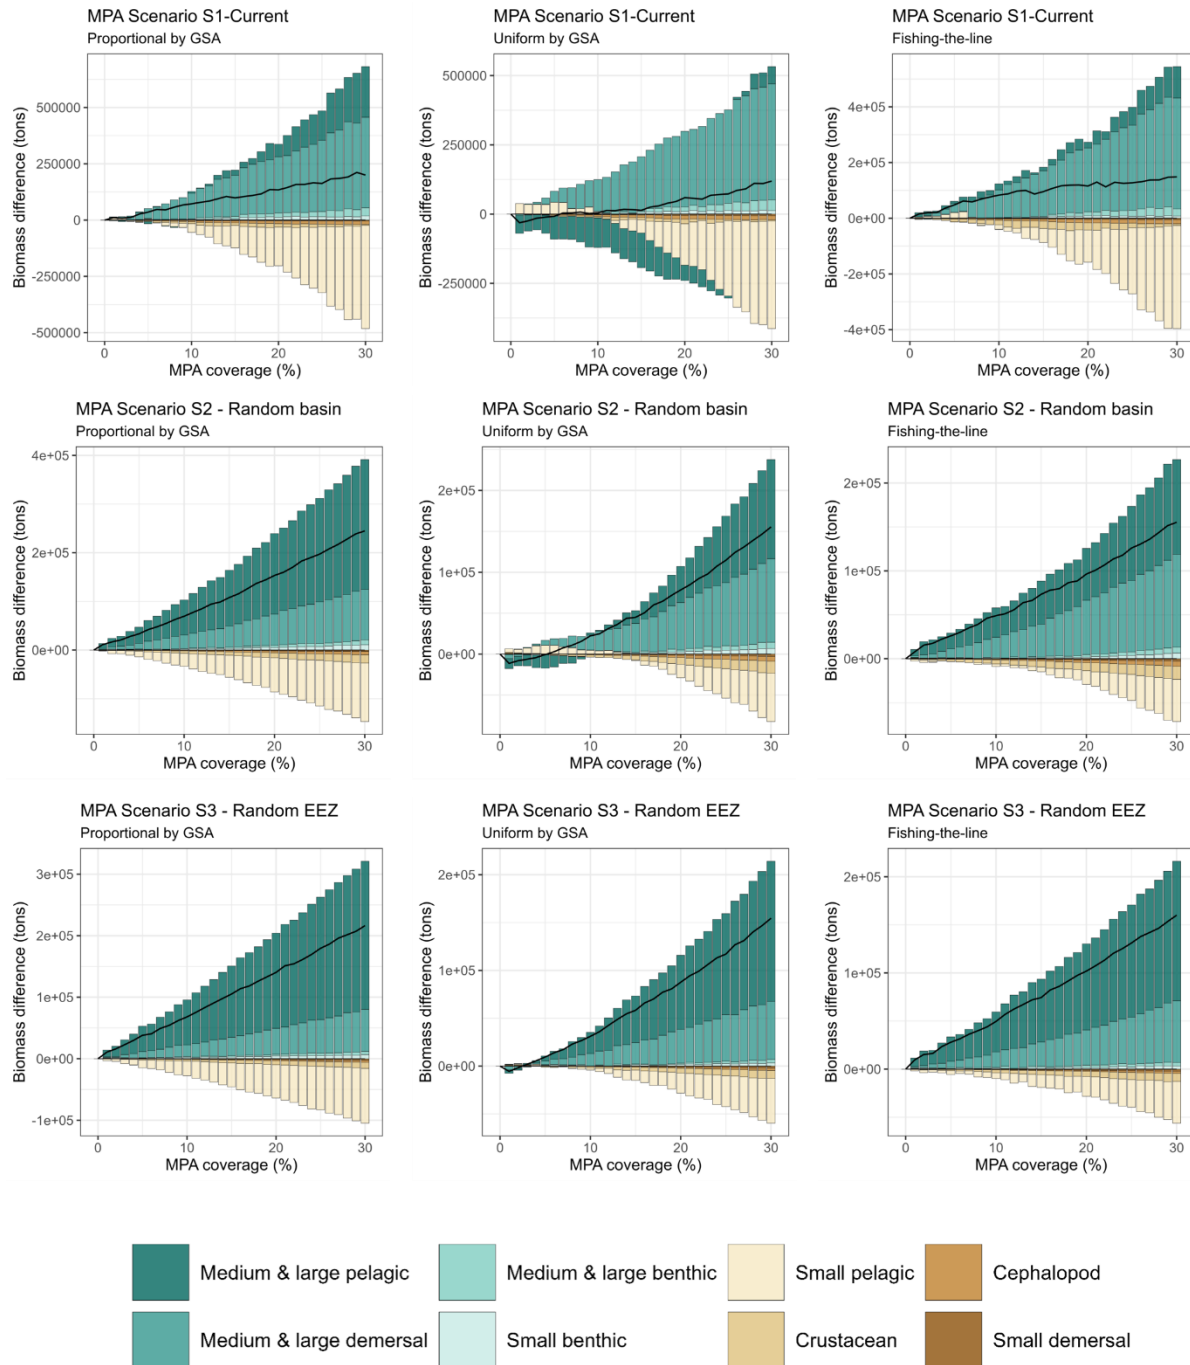 MPA Scenario S1-Current
Proportional by GSA
Biomass difference (tons)
500000
250000
0
-250000
-500000
0 10 20 30
MPA coverage (%)
MPA Scenario S1-Current
Uniform by GSA
Biomass difference (tons)
500000
250000
0
-250000
0 10 20 30
MPA coverage (%)
MPA Scenario S1-Current
Fishing-the-line
Biomass difference (tons)
4e+05
2e+05
0e+00
-2e+05
-4e+05
0 10 20 30
MPA coverage (%)
MPA Scenario S2 - Random basin
Proportional by GSA
Biomass difference (tons)
4e+05
2e+05
0e+00
0 10 20 30
MPA coverage (%)
MPA Scenario S2 - Random basin
Uniform by GSA
Biomass difference (tons)
2e+05
1e+05
0e+00
0 10 20 30
MPA coverage (%)
MPA Scenario S2 - Random basin
Fishing-the-line
Biomass difference (tons)
2e+05
1e+05
0e+00
0 10 20 30
MPA coverage (%)
MPA Scenario S3 - Random EEZ
Proportional by GSA
Biomass difference (tons)
3e+05
2e+05
1e+05
0e+00
-1e+05
0 10 20 30
MPA coverage (%)
MPA Scenario S3 - Random EEZ
Uniform by GSA
Biomass difference (tons)
2e+05
1e+05
0e+00
0 10 20 30
MPA coverage (%)
MPA Scenario S3 - Random EEZ
Fishing-the-line
Biomass difference (tons)
2e+05
1e+05
0e+00
0 10 20 30
MPA coverage (%)
Medium & large pelagic
Medium & large benthic
Small pelagic
Cephalopod
Medium & large demersal
Small benthic
Crustacean
Small demersal